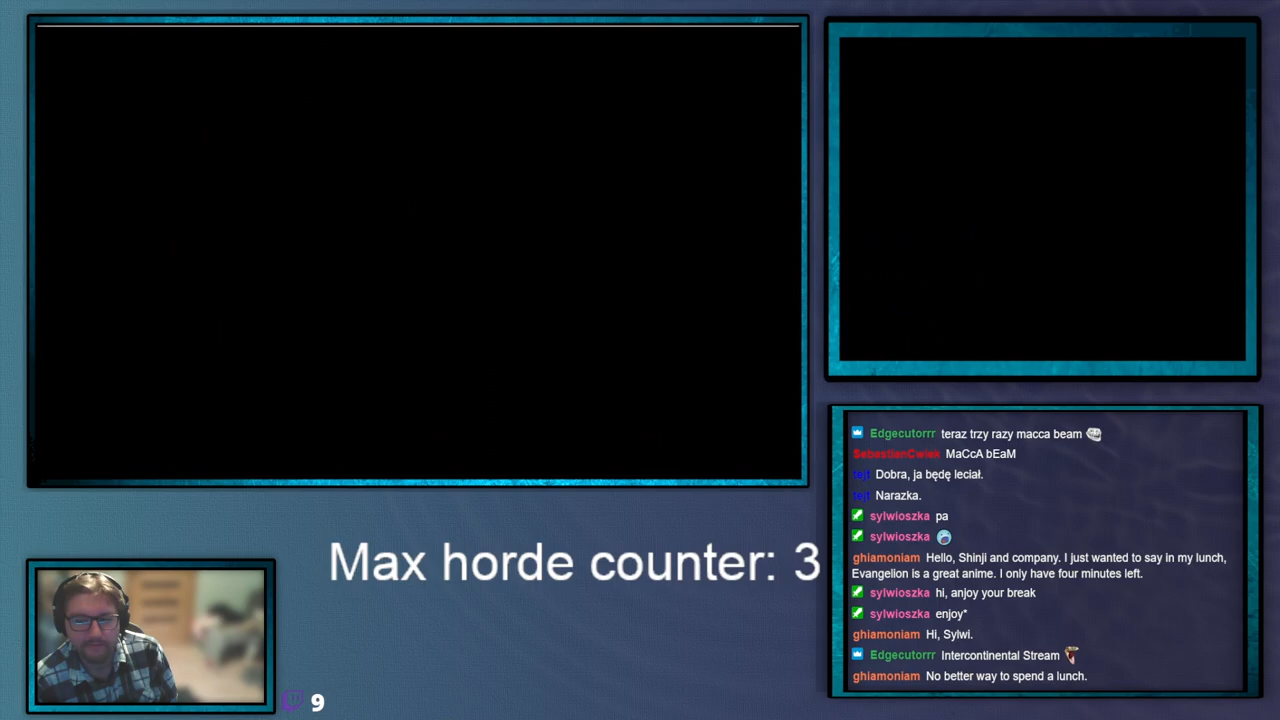 Edgecutorrr teraz trzy razy macca beam
SebastianCwiek MaCcA bEaM
tejt Dobra, ja będę leciał.
tejt Narazka.
sylwioszka pa
sylwioszka
ghiamoniam Hello, Shinji and company. I just wanted to say in my lunch,
Evangelion is a great anime. I only have four minutes left.
sylwioszka hi, anjoy your break
sylwioszka enjoy*
ghiamoniam Hi, Sylwi.
Edgecutorrr Intercontinental Stream
ghiamoniam No better way to spend a lunch.
Max horde counter: 3
9